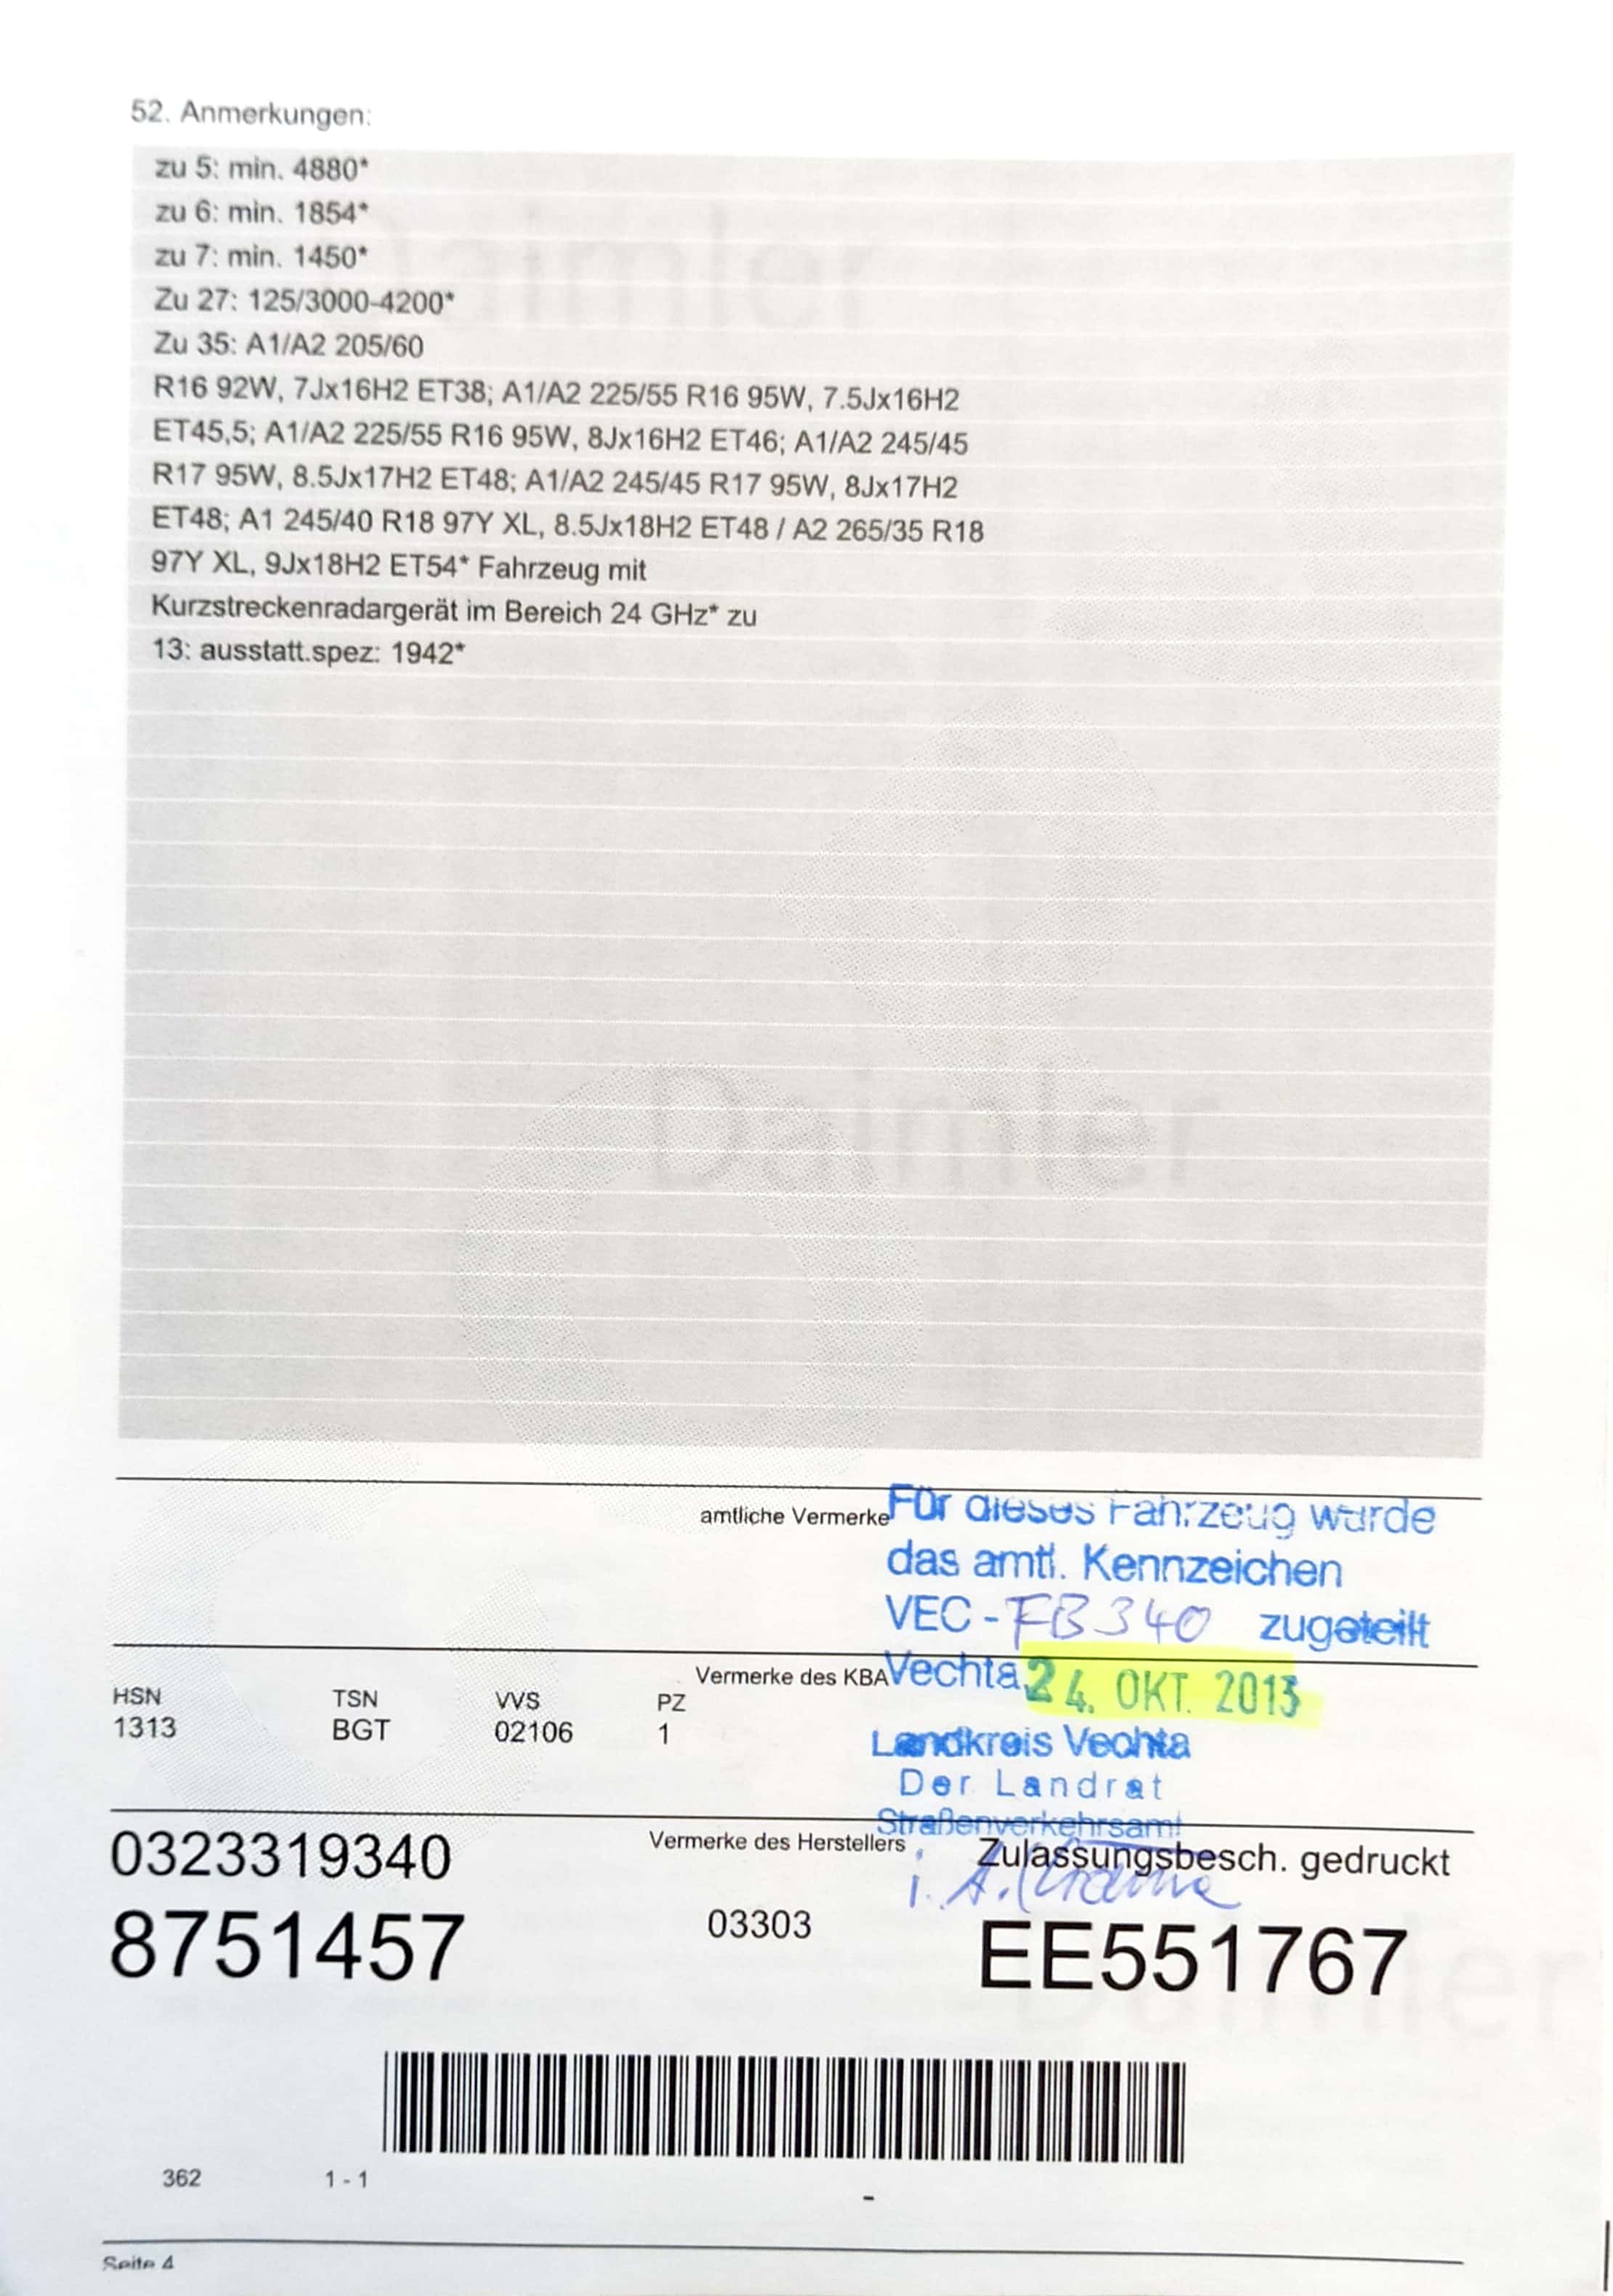 52. Anmerkungen:
zu 5: min. 4880*
zu 6: min. 1854*
zu 7: min. 1450*
Zu 27: 125/3000-4200*
Zu 35: A1/A2 205/60
R16 92W, 7Jx16H2 ET38; A1/A2 225/55 R16 95W, 7.5Jx16H2
ET45,5; A1/A2 225/55 R16 95W, 8Jx16H2 ET46; A1/A2 245/45
R17 95W, 8.5Jx17H2 ET48; A1/A2 245/45 R17 95W, 8Jx17H2
ET48; A1 245/40 R18 97Y XL, 8.5Jx18H2 ET48 / A2 265/35 R18
97Y XL, 9Jx18H2 ET54* Fahrzeug mit
Kurzstreckenradargerät im Bereich 24 GHz* zu
13: ausstatt.spez: 1942*
Daimler
Daimler
amtliche Vermerke
Für dieses Fahrzeug wurde
das amtl. Kennzeichen
VEC - FB 340 zugeteilt
Vermerke des KBA
Vechta 24. OKT. 2013
HSN TSN VVS PZ
1313 BGT 02106 1
Landkreis Vechta
Der Landrat
Straßenverkehrsamt
0323319340 Vermerke des Herstellers Zulassungsbesch. gedruckt
i. A.
8751457 03303 EE551767
Daimler
362 1 - 1
-
Seite 4